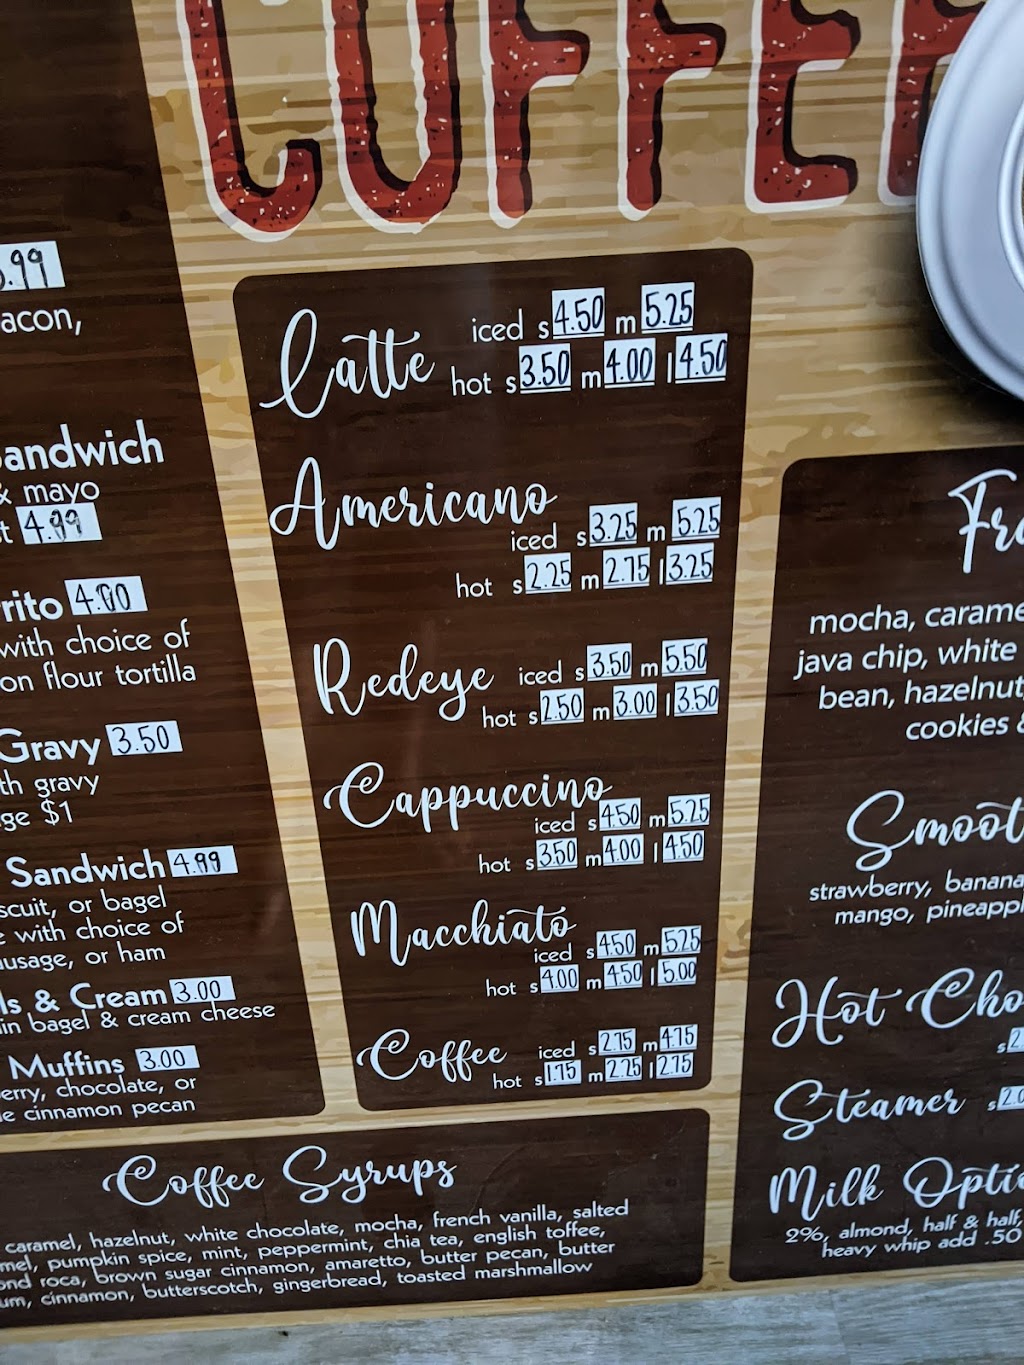 COFFEE
.99
acon,
Sandwich
& mayo
4.99
rito 4.00
with choice of
on flour tortilla
Gravy 3.50
th gravy
ge $1
Sandwich 4.99
scuit, or bagel
with choice of
ausage, or ham
ls & Cream 3.00
in bagel & cream cheese
Muffins 3.00
erry, chocolate, or
le cinnamon pecan
Latte
iced s 4.50 m 5.25
hot s 3.50 m 4.00 l 4.50
Americano
iced s 3.25 m 5.25
hot s 2.25 m 2.75 l 3.25
Redeye iced s 3.50 m 5.50
hot s 2.50 m 3.00 l 3.50
Cappuccino
iced s 4.50 m 5.25
hot s 3.50 m 4.00 l 4.50
Macchiato
iced s 4.50 m 5.25
hot s 4.00 m 4.50 l 5.00
Coffee iced s 2.75 m 4.75
hot s 1.75 m 2.25 l 2.75
Coffee Syrups
caramel, hazelnut, white chocolate, mocha, french vanilla, salted
mel, pumpkin spice, mint, peppermint, chia tea, english toffee,
ond roca, brown sugar cinnamon, amaretto, butter pecan, butter
um, cinnamon, butterscotch, gingerbread, toasted marshmallow
Fr
mocha, carame
java chip, white
bean, hazelnut
cookies &
Smoot
strawberry, banana
mango, pineappl
Hot Cho
s 2
Steamer s 2.0
Milk Opti
2%, almond, half & half,
heavy whip add .50